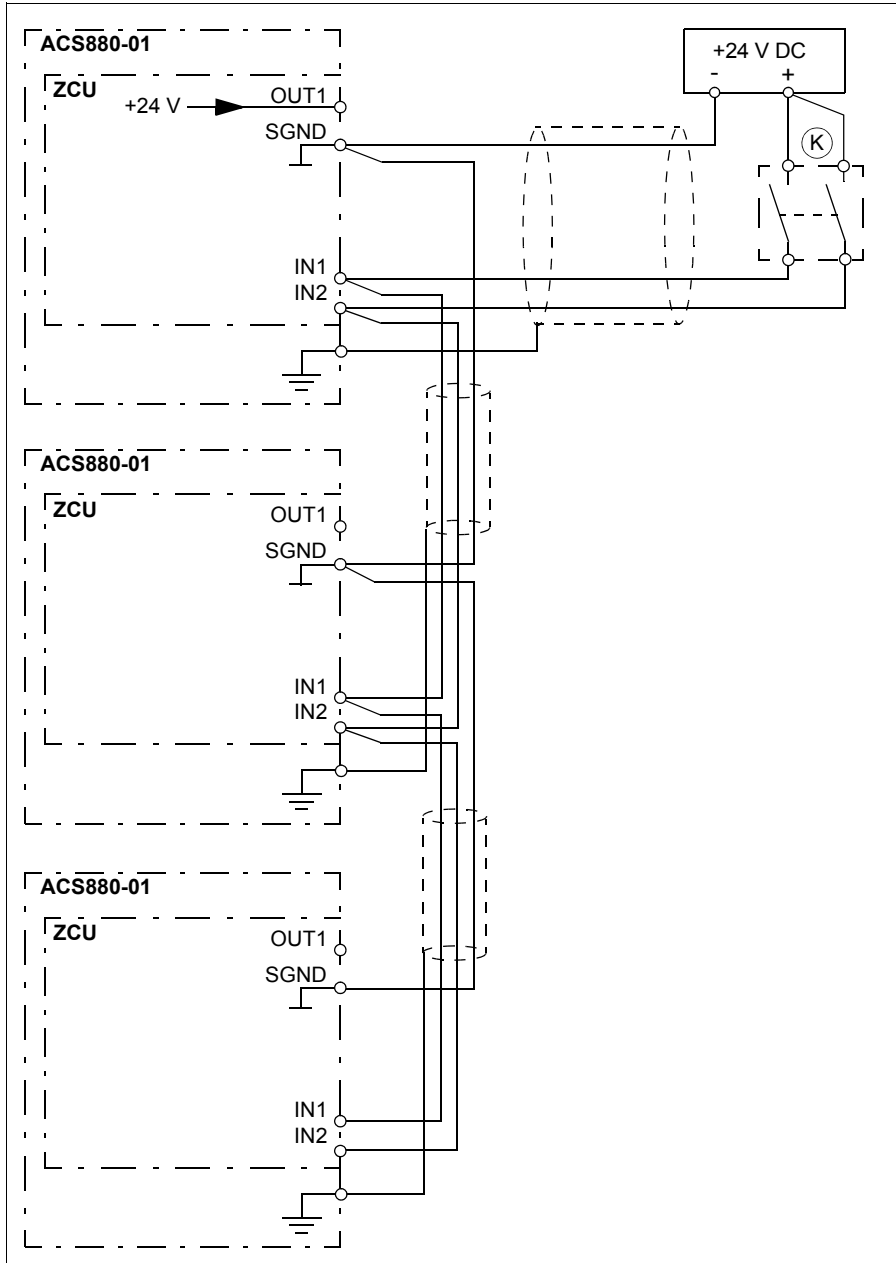 ACS880-01
+24 V DC
- +
ZCU
OUT1
+24 V
SGND
K
IN1
IN2
ACS880-01
ZCU
OUT1
SGND
IN1
IN2
ACS880-01
ZCU
OUT1
SGND
IN1
IN2